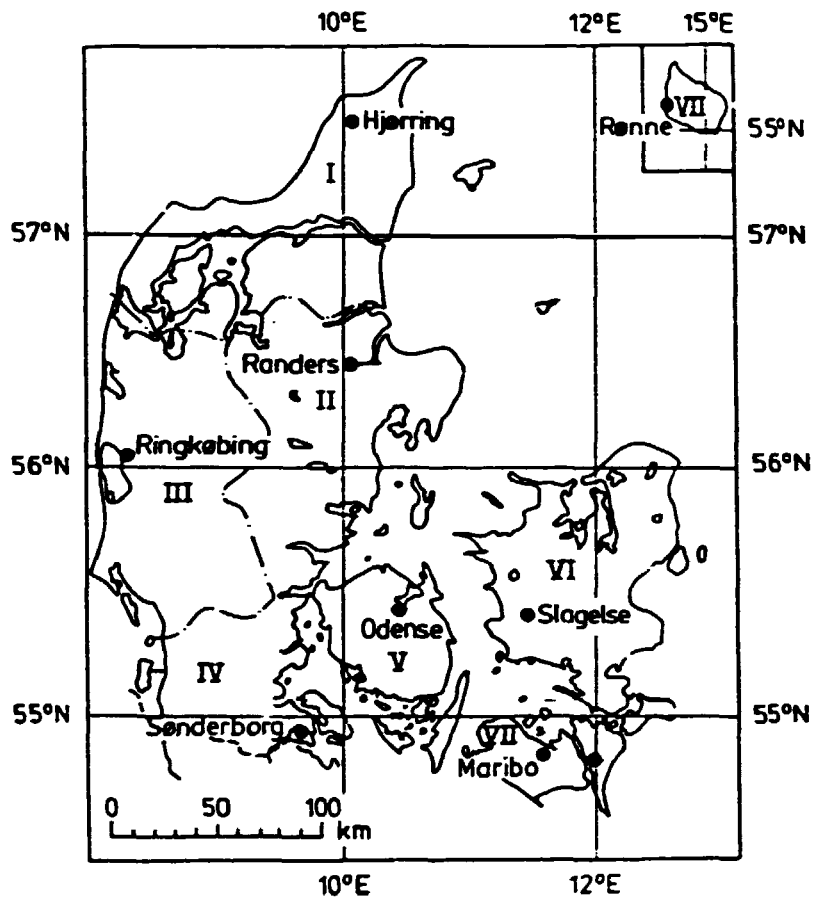 10°E 12°E 15°E
Hjørring
VII
Rønne
55°N
I
57°N 57°N
Randers
II
Ringkøbing
56°N 56°N
III
VI
Slagelse
Odense
V
IV
55°N 55°N
Sønderborg
VII
Maribo
0 50 100
km
10°E 12°E